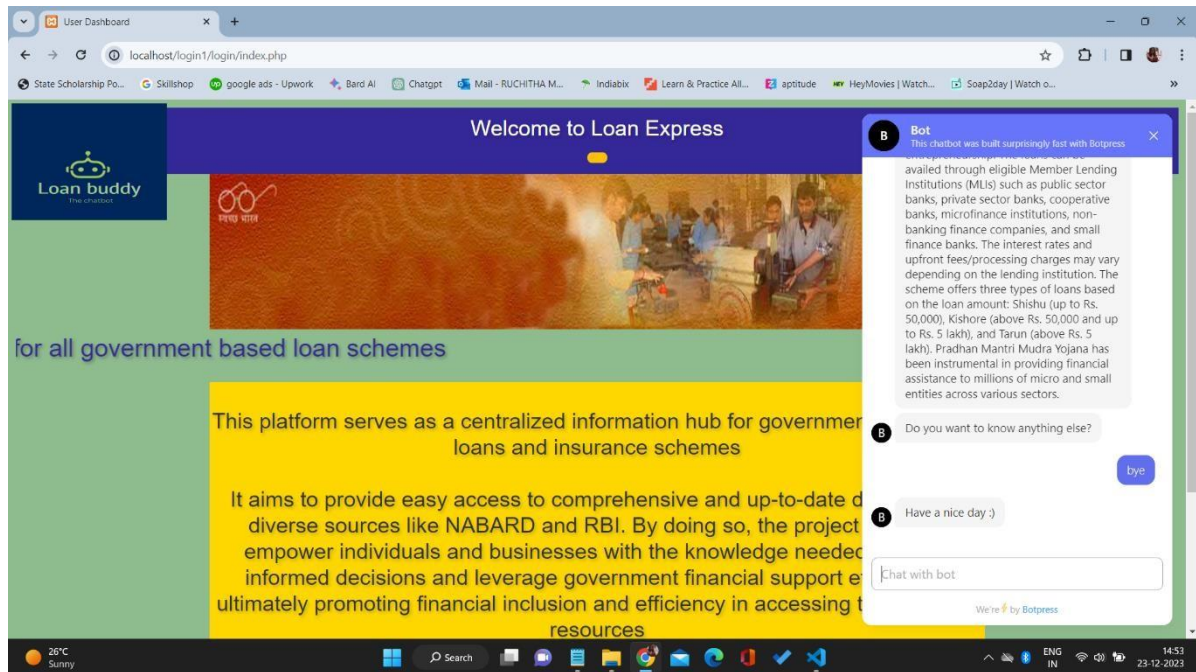 User Dashboard
localhost/login1/login/index.php
State Scholarship Po...
Skillshop
google ads - Upwork
Bard AI
Chatgpt
Mail - RUCHITHA M...
Indiabix
Learn & Practice All...
aptitude
HeyMovies | Watch...
Soap2day | Watch o...
Loan buddy
The chatbot
Welcome to Loan Express
स्वच्छ भारत
for all government based loan schemes
This platform serves as a centralized information hub for governmen
loans and insurance schemes
It aims to provide easy access to comprehensive and up-to-date d
diverse sources like NABARD and RBI. By doing so, the project
empower individuals and businesses with the knowledge needed
informed decisions and leverage government financial support e
ultimately promoting financial inclusion and efficiency in accessing t
resources
B
Bot
This chatbot was built surprisingly fast with Botpress
entrepreneurship. The loans can be
availed through eligible Member Lending
Institutions (MLIs) such as public sector
banks, private sector banks, cooperative
banks, microfinance institutions, non-
banking finance companies, and small
finance banks. The interest rates and
upfront fees/processing charges may vary
depending on the lending institution. The
scheme offers three types of loans based
on the loan amount: Shishu (up to Rs.
50,000), Kishore (above Rs. 50,000 and up
to Rs. 5 lakh), and Tarun (above Rs. 5
lakh). Pradhan Mantri Mudra Yojana has
been instrumental in providing financial
assistance to millions of micro and small
entities across various sectors.
B
Do you want to know anything else?
bye
B
Have a nice day :)
Chat with bot
We're ⚡ by Botpress
26°C
Sunny
Search
ENG
IN
14:53
23-12-2023